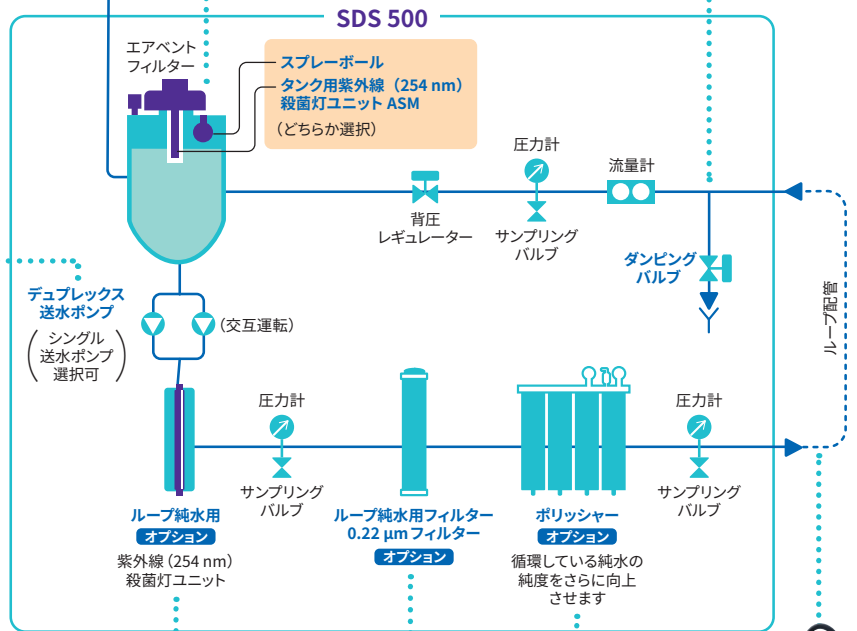 SDS 500
エアベント
フィルター
スプレーボール
タンク用紫外線（254 nm）
殺菌灯ユニット ASM
（どちらか選択）
圧力計
流量計
背圧
レギュレーター
サンプリング
バルブ
ダンピング
バルブ
ループ配管
デュプレックス
送水ポンプ
（シングル
送水ポンプ
選択可）
（交互運転）
圧力計
サンプリング
バルブ
圧力計
サンプリング
バルブ
ループ純水用
オプション
紫外線（254 nm）
殺菌灯ユニット
ループ純水用フィルター
0.22 µmフィルター
オプション
ポリッシャー
オプション
循環している純水の
純度をさらに向上
させます